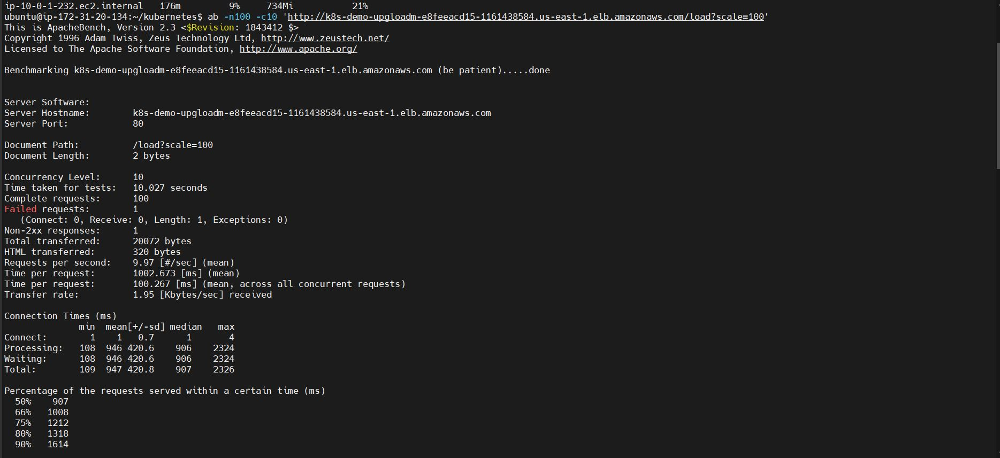 ip-10-0-1-232.ec2.internal   176m         9%     734Mi           21%
ubuntu@ip-172-31-20-134:~/kubernetes$ ab -n100 -c10 'http://k8s-demo-upgloadm-e8feeacd15-1161438584.us-east-1.elb.amazonaws.com/load?scale=100'
This is ApacheBench, Version 2.3 <$Revision: 1843412 $>
Copyright 1996 Adam Twiss, Zeus Technology Ltd, http://www.zeustech.net/
Licensed to The Apache Software Foundation, http://www.apache.org/
Benchmarking k8s-demo-upgloadm-e8feeacd15-1161438584.us-east-1.elb.amazonaws.com (be patient).....done
Server Software:
Server Hostname:        k8s-demo-upgloadm-e8feeacd15-1161438584.us-east-1.elb.amazonaws.com
Server Port:            80
Document Path:          /load?scale=100
Document Length:        2 bytes
Concurrency Level:      10
Time taken for tests:   10.027 seconds
Complete requests:      100
Failed requests:        1
   (Connect: 0, Receive: 0, Length: 1, Exceptions: 0)
Non-2xx responses:      1
Total transferred:      20072 bytes
HTML transferred:       320 bytes
Requests per second:    9.97 [#/sec] (mean)
Time per request:       1002.673 [ms] (mean)
Time per request:       100.267 [ms] (mean, across all concurrent requests)
Transfer rate:          1.95 [Kbytes/sec] received
Connection Times (ms)
              min  mean[+/-sd] median   max
Connect:        1    1   0.7      1       4
Processing:   108  946 420.6    906    2324
Waiting:      108  946 420.6    906    2324
Total:        109  947 420.8    907    2326
Percentage of the requests served within a certain time (ms)
  50%    907
  66%   1008
  75%   1212
  80%   1318
  90%   1614